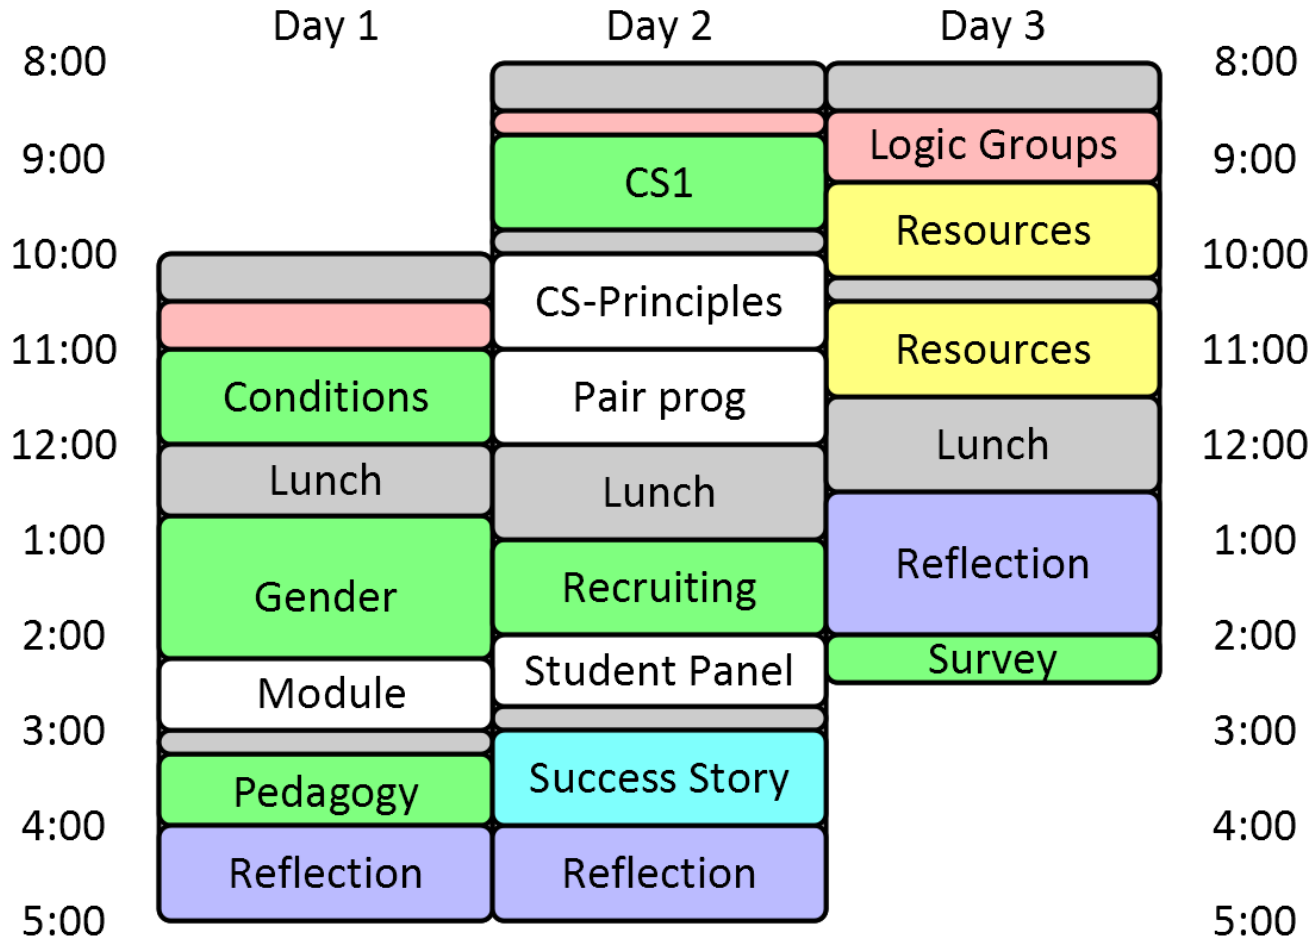 Day 1 Day 2 Day 3
8:00 8:00
Logic Groups
9:00 9:00
CS1
Resources
10:00 10:00
CS-Principles
11:00 Resources 11:00
Conditions Pair prog
12:00 Lunch 12:00
Lunch Lunch
1:00 1:00
Reflection
Gender Recruiting
2:00 2:00
Survey
Module Student Panel
3:00 3:00
Success Story
Pedagogy
4:00 4:00
Reflection Reflection
5:00 5:00